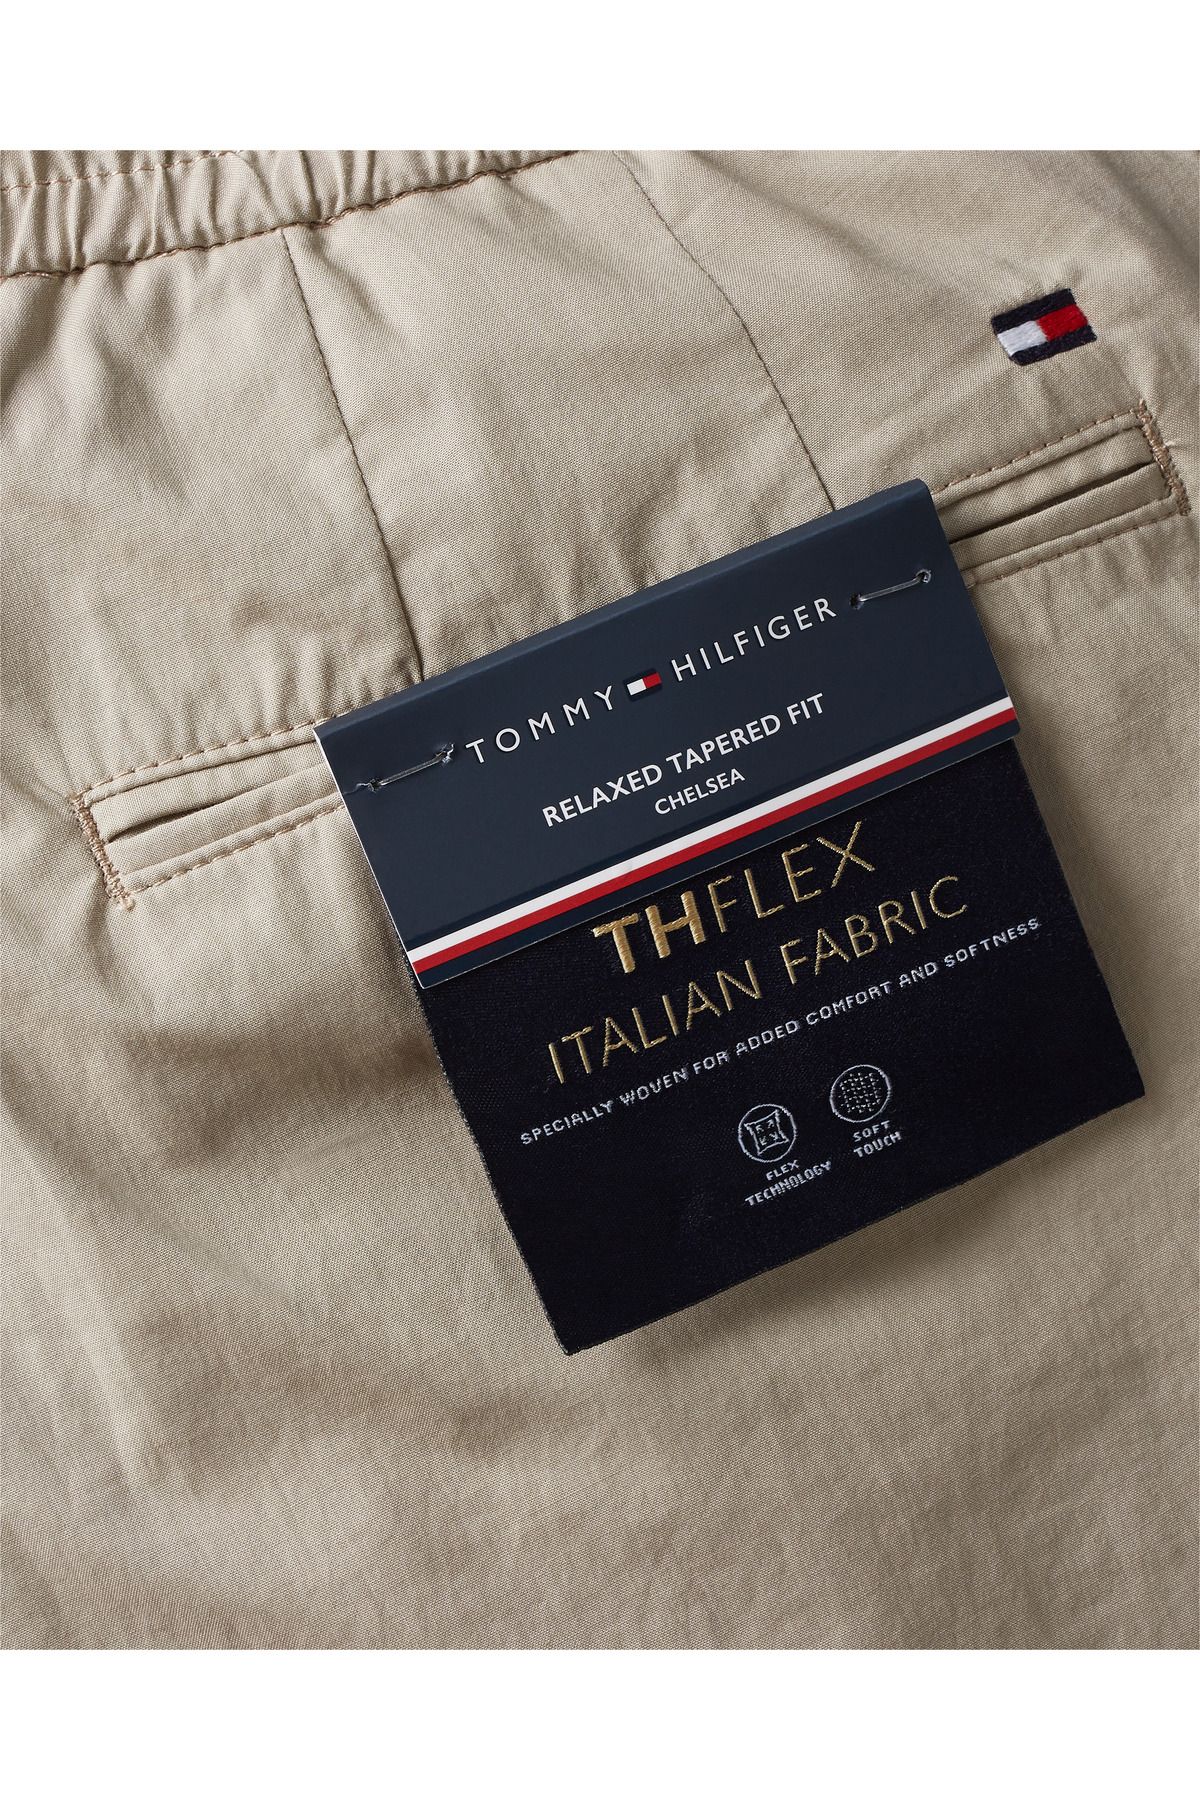 TOMMY HILFIGER
RELAXED TAPERED FIT
CHELSEA
THFLEX
ITALIAN FABRIC
SPECIALLY WOVEN FOR ADDED COMFORT AND SOFTNESS
FLEX
TECHNOLOGY
SOFT
TOUCH